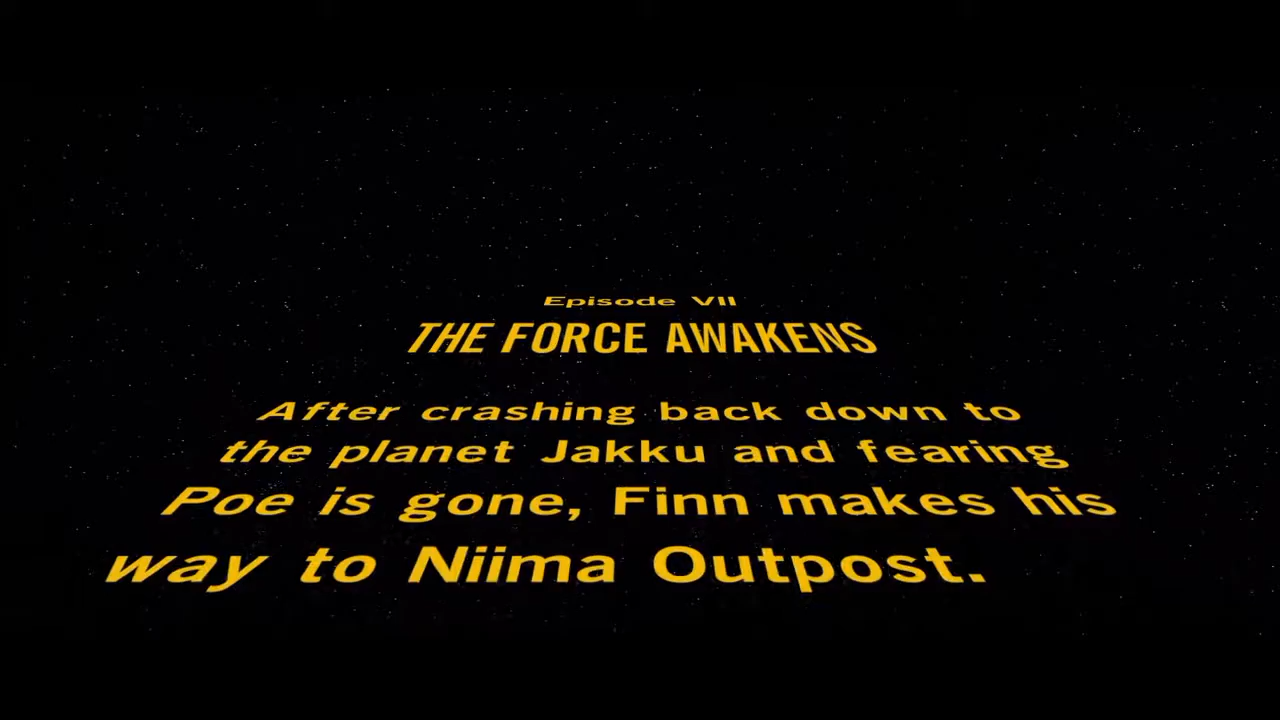 Episode VII
THE FORCE AWAKENS
After crashing back down to
the planet Jakku and fearing
Poe is gone, Finn makes his
way to Niima Outpost.